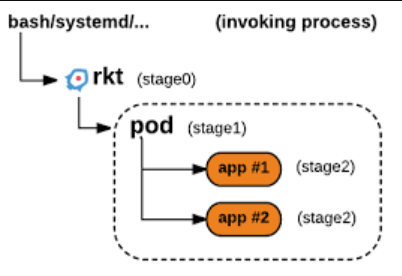 bash/systemd/... (invoking process)
rkt (stage0)
pod (stage1)
app #1 (stage2)
app #2 (stage2)